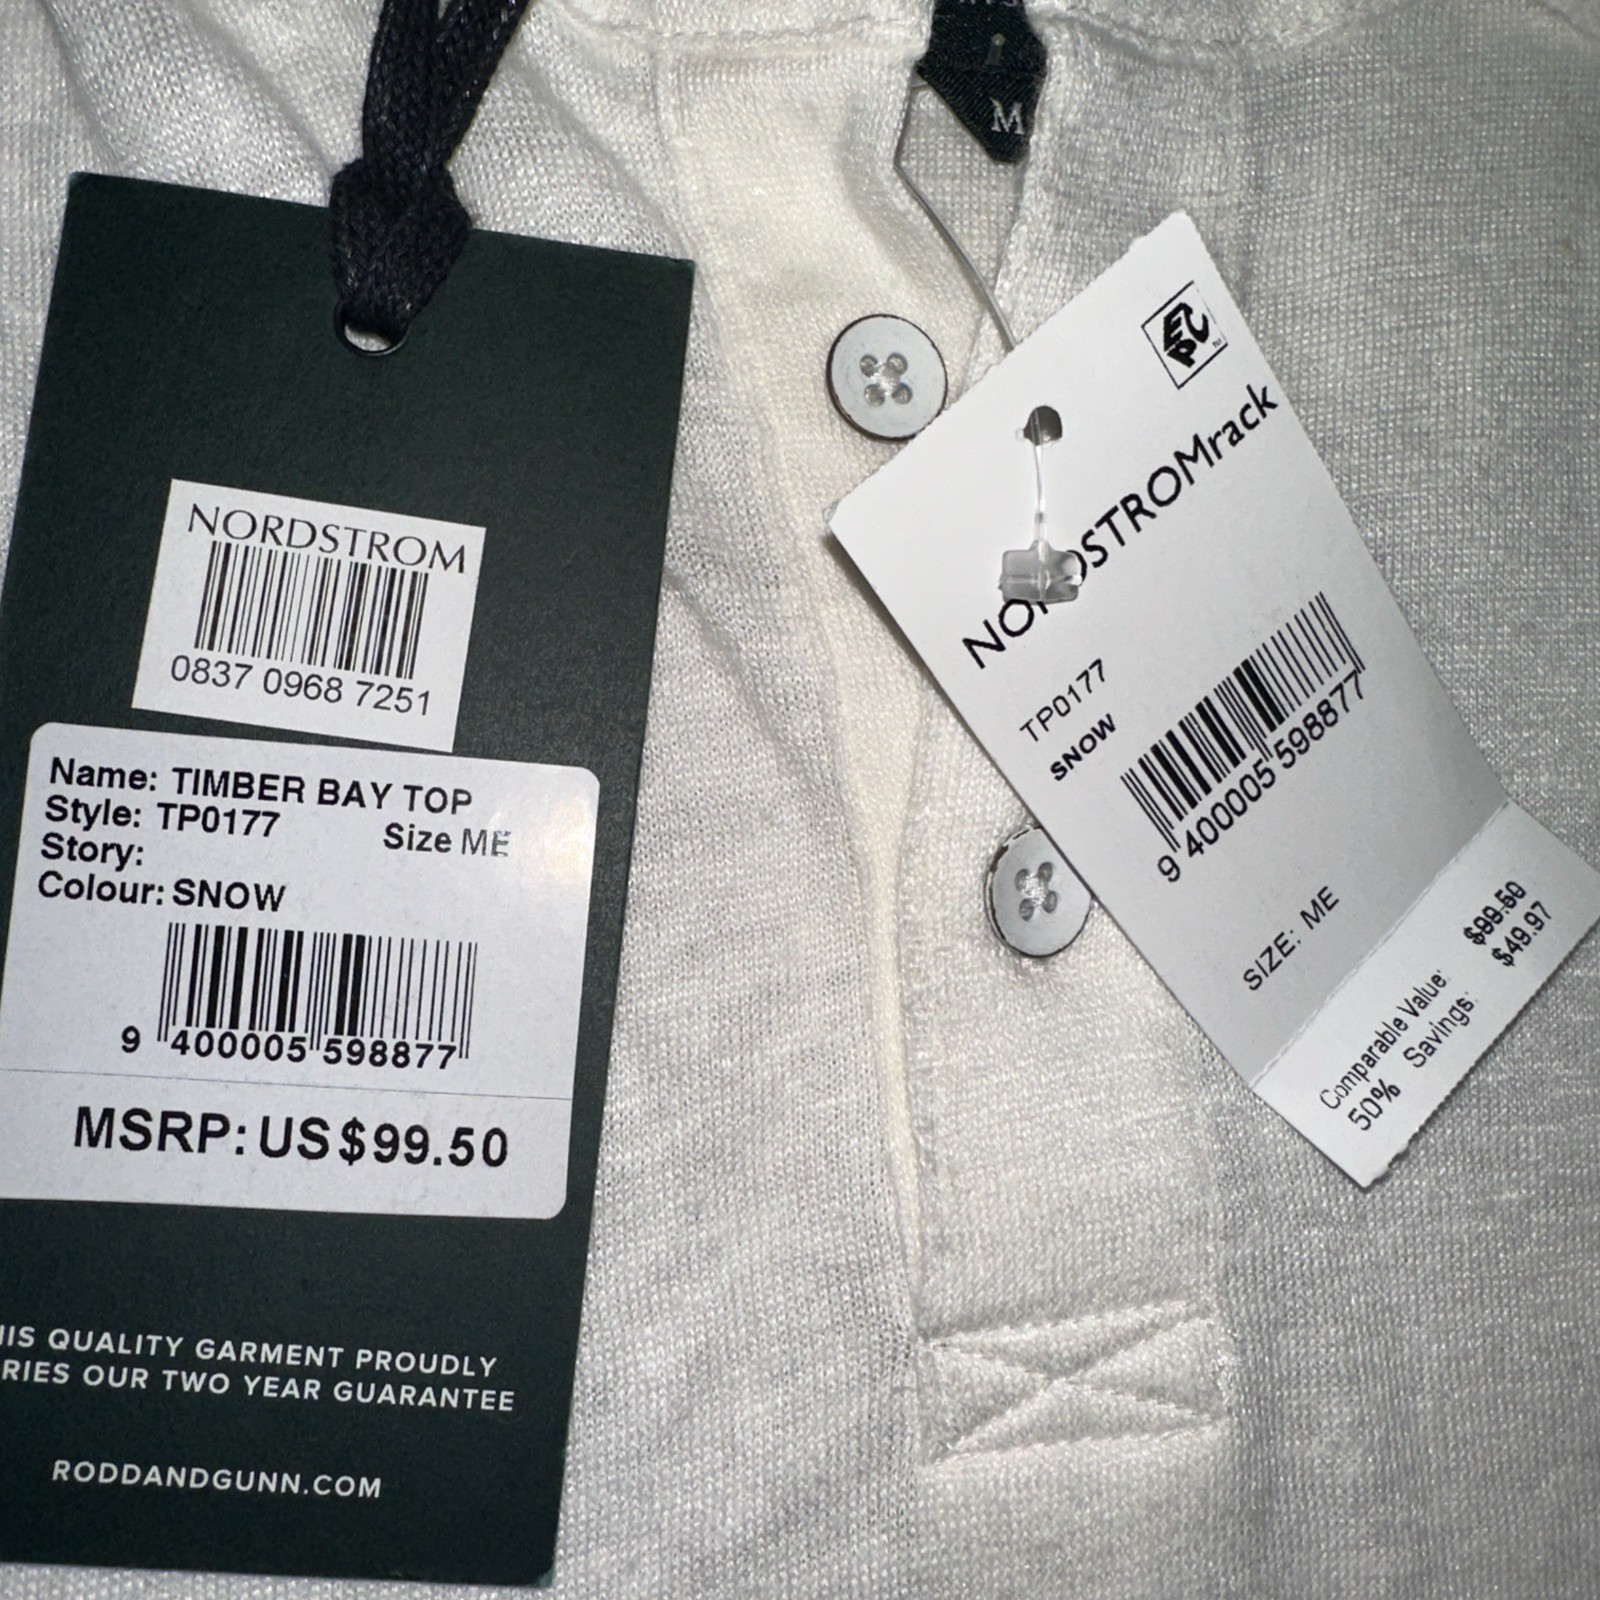 M
NORDSTROM
0837 0968 7251
Name: TIMBER BAY TOP
Style: TP0177 Size ME
Story:
Colour: SNOW
9 400005 598877
MSRP: US$99.50
IS QUALITY GARMENT PROUDLY
RIES OUR TWO YEAR GUARANTEE
RODDANDGUNN.COM
EPC
NORDSTROMrack
TP0177
SNOW
9 400005 598877
SIZE: ME
Comparable Value: $99.50
50% Savings: $49.97